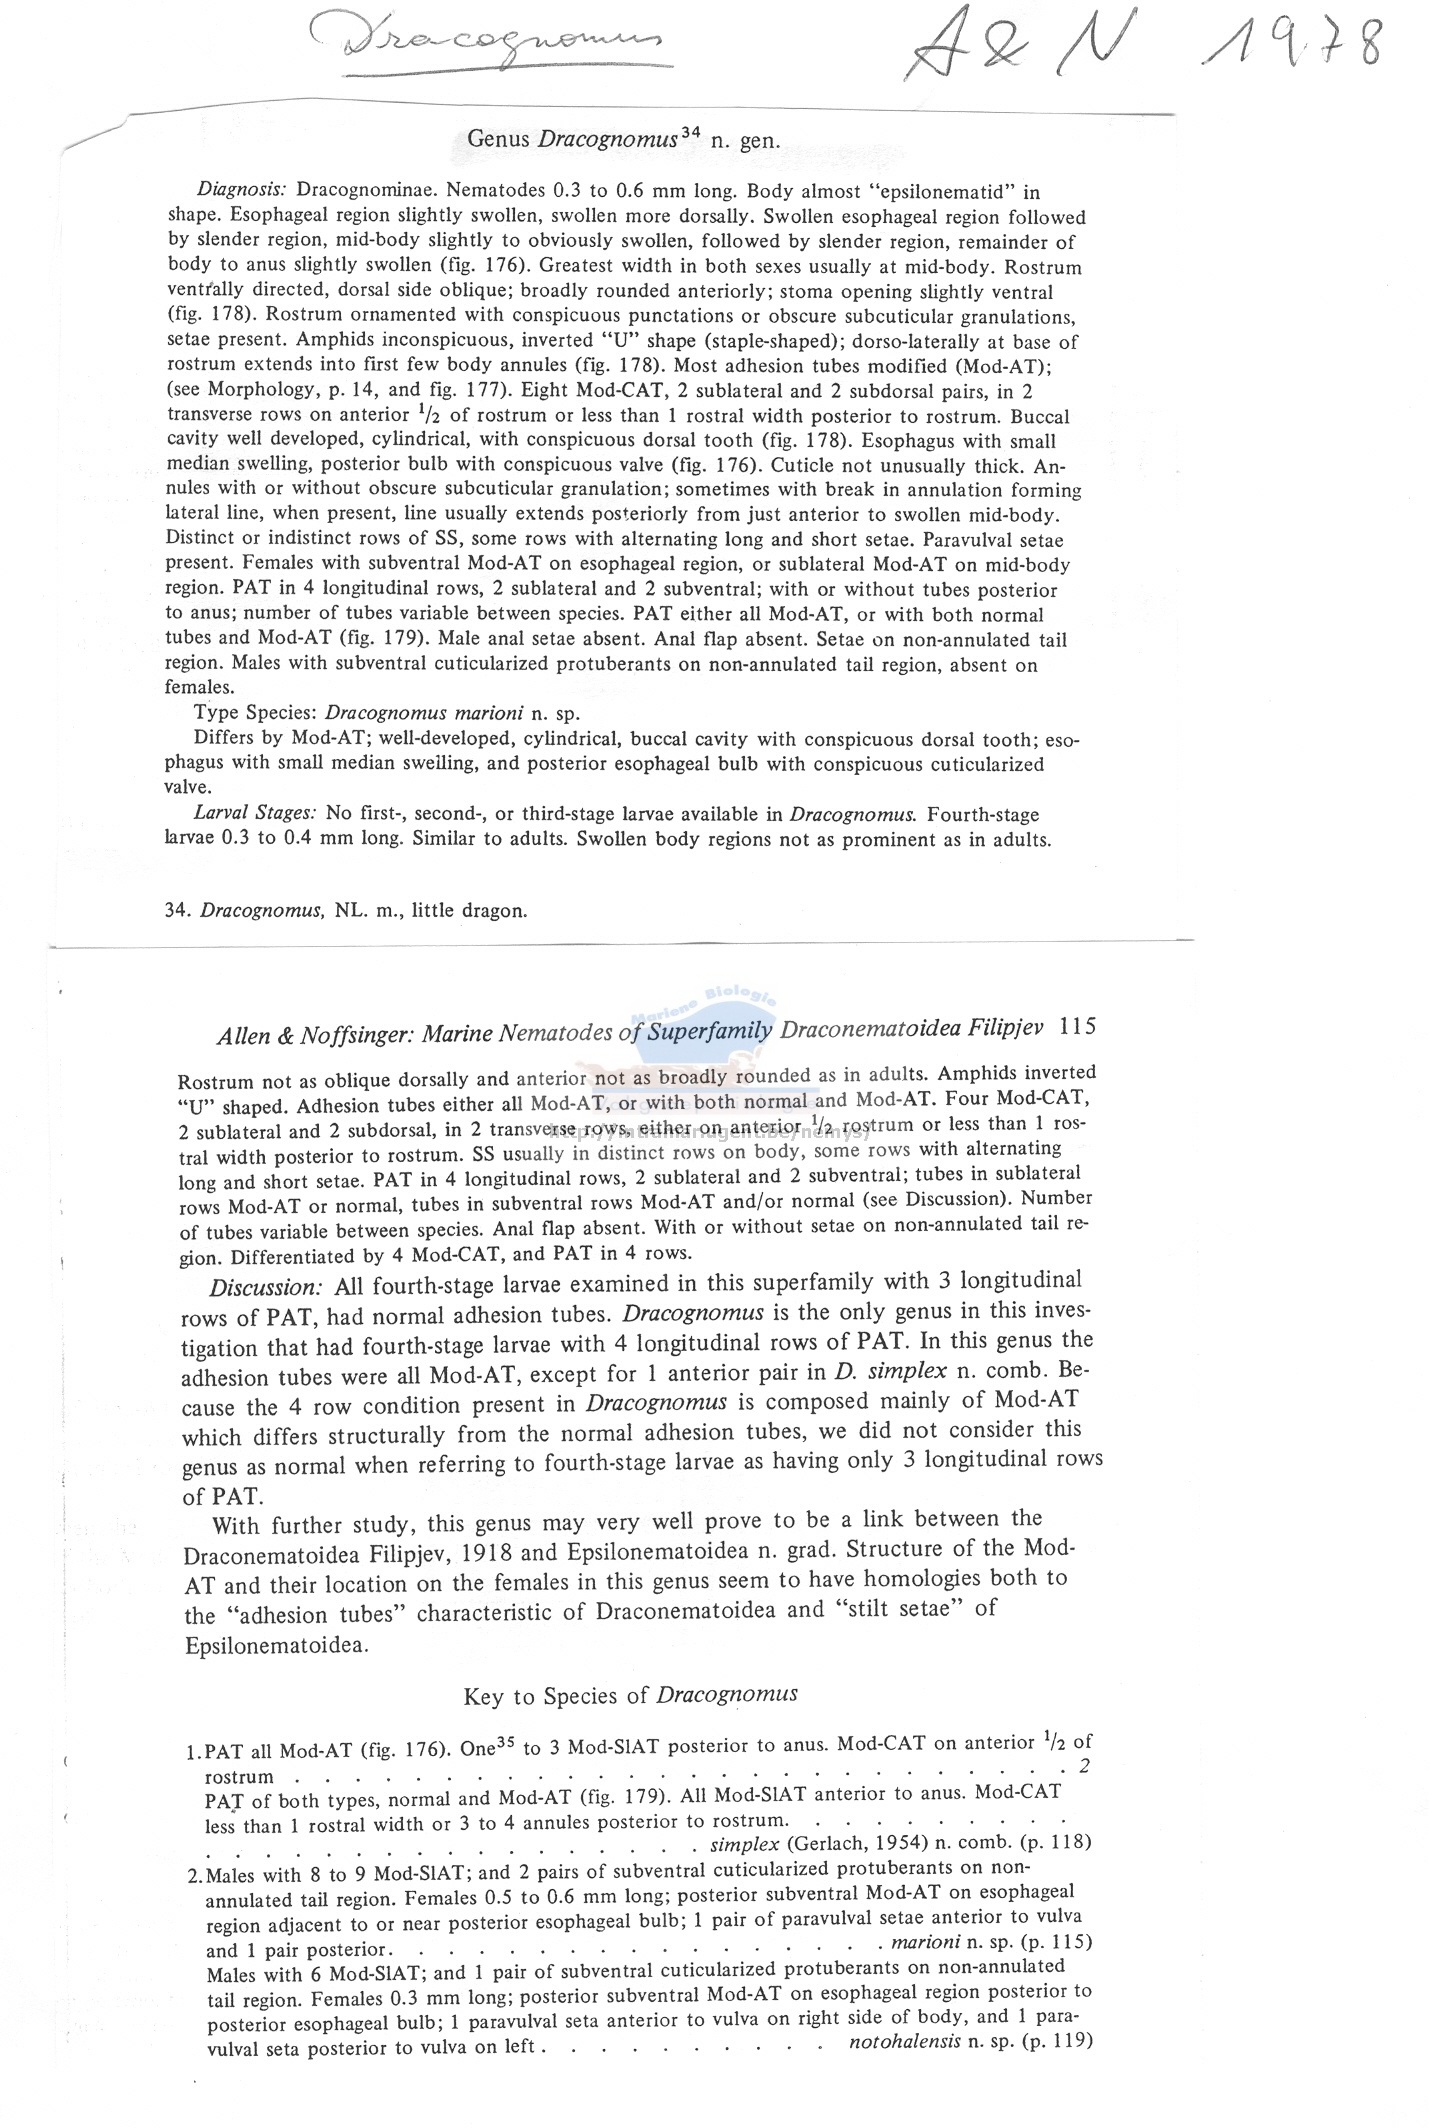 Dracognomus A & N 1978
Genus Dracognomus34 n. gen.
Diagnosis: Dracognominae. Nematodes 0.3 to 0.6 mm long. Body almost “epsilonematid” in
shape. Esophageal region slightly swollen, swollen more dorsally. Swollen esophageal region followed
by slender region, mid-body slightly to obviously swollen, followed by slender region, remainder of
body to anus slightly swollen (fig. 176). Greatest width in both sexes usually at mid-body. Rostrum
ventrally directed, dorsal side oblique; broadly rounded anteriorly; stoma opening slightly ventral
(fig. 178). Rostrum ornamented with conspicuous punctations or obscure subcuticular granulations,
setae present. Amphids inconspicuous, inverted “U” shape (staple-shaped); dorso-laterally at base of
rostrum extends into first few body annules (fig. 178). Most adhesion tubes modified (Mod-AT);
(see Morphology, p. 14, and fig. 177). Eight Mod-CAT, 2 sublateral and 2 subdorsal pairs, in 2
transverse rows on anterior 1/2 of rostrum or less than 1 rostral width posterior to rostrum. Buccal
cavity well developed, cylindrical, with conspicuous dorsal tooth (fig. 178). Esophagus with small
median swelling, posterior bulb with conspicuous valve (fig. 176). Cuticle not unusually thick. An-
nules with or without obscure subcuticular granulation; sometimes with break in annulation forming
lateral line, when present, line usually extends posteriorly from just anterior to swollen mid-body.
Distinct or indistinct rows of SS, some rows with alternating long and short setae. Paravulval setae
present. Females with subventral Mod-AT on esophageal region, or sublateral Mod-AT on mid-body
region. PAT in 4 longitudinal rows, 2 sublateral and 2 subventral; with or without tubes posterior
to anus; number of tubes variable between species. PAT either all Mod-AT, or with both normal
tubes and Mod-AT (fig. 179). Male anal setae absent. Anal flap absent. Setae on non-annulated tail
region. Males with subventral cuticularized protuberants on non-annulated tail region, absent on
females.
Type Species: Dracognomus marioni n. sp.
Differs by Mod-AT; well-developed, cylindrical, buccal cavity with conspicuous dorsal tooth; eso-
phagus with small median swelling, and posterior esophageal bulb with conspicuous cuticularized
valve.
Larval Stages: No first-, second-, or third-stage larvae available in Dracognomus. Fourth-stage
larvae 0.3 to 0.4 mm long. Similar to adults. Swollen body regions not as prominent as in adults.
34. Dracognomus, NL. m., little dragon.
Mariene Biologie
Allen & Noffsinger: Marine Nematodes of Superfamily Draconematoidea Filipjev 115
Rostrum not as oblique dorsally and anterior not as broadly rounded as in adults. Amphids inverted
“U” shaped. Adhesion tubes either all Mod-AT, or with both normal and Mod-AT. Four Mod-CAT,
2 sublateral and 2 subdorsal, in 2 transverse rows, either on anterior 1/2 rostrum or less than 1 ros-
tral width posterior to rostrum. SS usually in distinct rows on body, some rows with alternating
long and short setae. PAT in 4 longitudinal rows, 2 sublateral and 2 subventral; tubes in sublateral
rows Mod-AT or normal, tubes in subventral rows Mod-AT and/or normal (see Discussion). Number
of tubes variable between species. Anal flap absent. With or without setae on non-annulated tail re-
gion. Differentiated by 4 Mod-CAT, and PAT in 4 rows.
Discussion: All fourth-stage larvae examined in this superfamily with 3 longitudinal
rows of PAT, had normal adhesion tubes. Dracognomus is the only genus in this inves-
tigation that had fourth-stage larvae with 4 longitudinal rows of PAT. In this genus the
adhesion tubes were all Mod-AT, except for 1 anterior pair in D. simplex n. comb. Be-
cause the 4 row condition present in Dracognomus is composed mainly of Mod-AT
which differs structurally from the normal adhesion tubes, we did not consider this
genus as normal when referring to fourth-stage larvae as having only 3 longitudinal rows
of PAT.
With further study, this genus may very well prove to be a link between the
Draconematoidea Filipjev, 1918 and Epsilonematoidea n. grad. Structure of the Mod-
AT and their location on the females in this genus seem to have homologies both to
the “adhesion tubes” characteristic of Draconematoidea and “stilt setae” of
Epsilonematoidea.
Key to Species of Dracognomus
1. PAT all Mod-AT (fig. 176). One35 to 3 Mod-SlAT posterior to anus. Mod-CAT on anterior 1/2 of
rostrum . . . . . . . . . . . . . . . . . . . . . . . . . . . . . . . . 2
PAT of both types, normal and Mod-AT (fig. 179). All Mod-SlAT anterior to anus. Mod-CAT
less than 1 rostral width or 3 to 4 annules posterior to rostrum. . . . . . . . . . .
. . . . . . . . . . . . . . . . . . . . simplex (Gerlach, 1954) n. comb. (p. 118)
2. Males with 8 to 9 Mod-SlAT; and 2 pairs of subventral cuticularized protuberants on non-
annulated tail region. Females 0.5 to 0.6 mm long; posterior subventral Mod-AT on esophageal
region adjacent to or near posterior esophageal bulb; 1 pair of paravulval setae anterior to vulva
and 1 pair posterior. . . . . . . . . . . . . . . . . . marioni n. sp. (p. 115)
Males with 6 Mod-SlAT; and 1 pair of subventral cuticularized protuberants on non-annulated
tail region. Females 0.3 mm long; posterior subventral Mod-AT on esophageal region posterior to
posterior esophageal bulb; 1 paravulval seta anterior to vulva on right side of body, and 1 para-
vulval seta posterior to vulva on left . . . . . . . . . . . notohalensis n. sp. (p. 119)